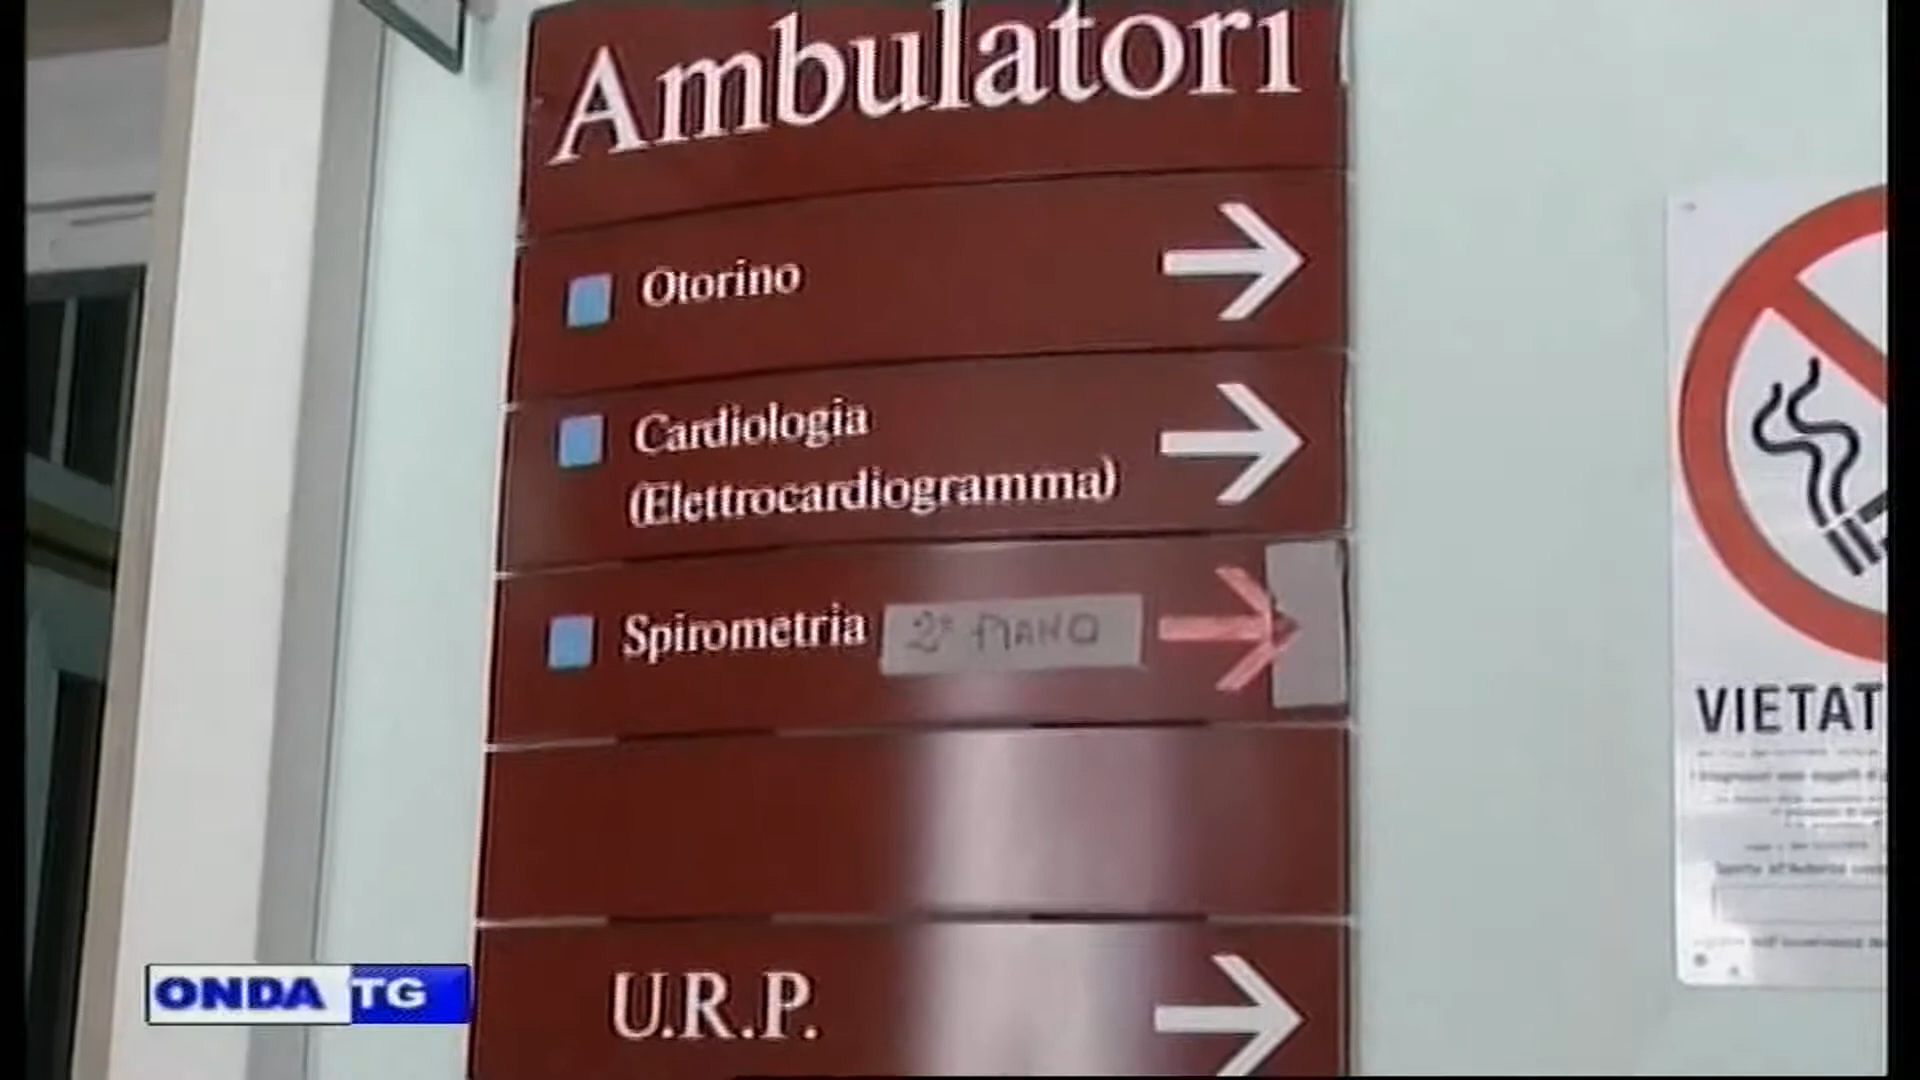 Ambulatori
Otorino
Cardiologia
(Elettrocardiogramma)
Spirometria 2° PIANO
U.R.P.
VIETAT
ONDA TG